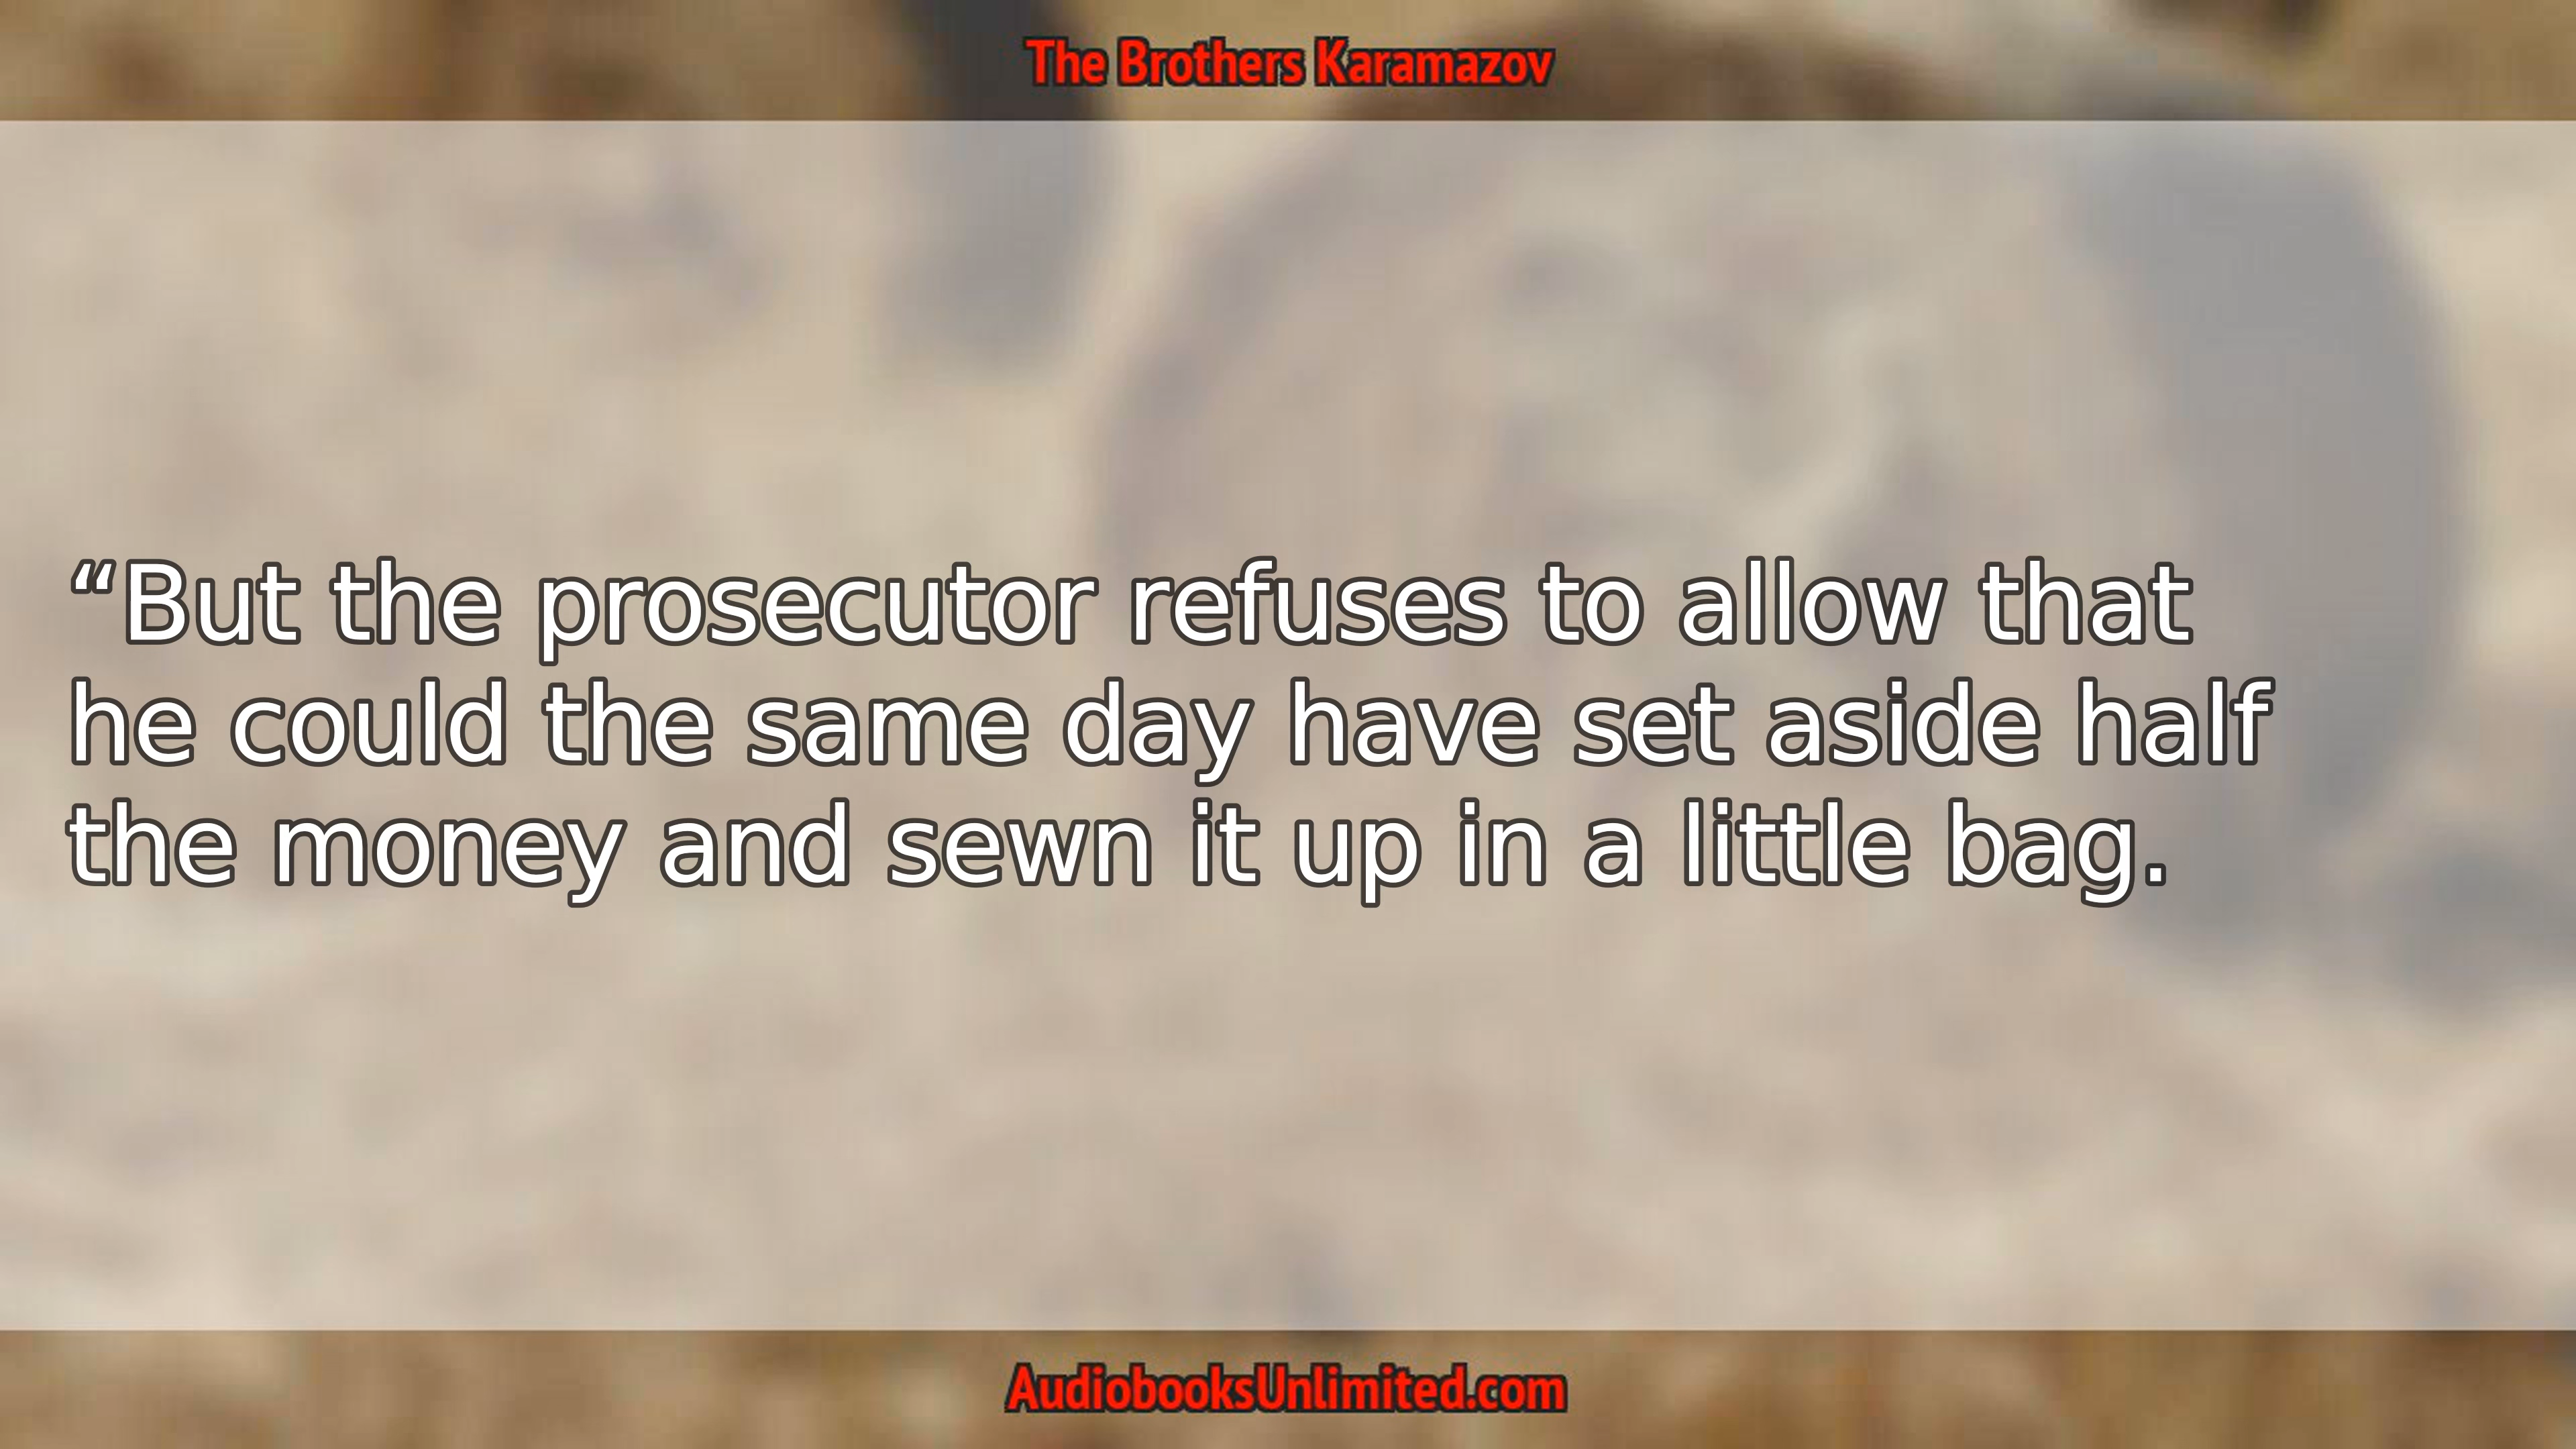 The Brothers Karamazov
“But the prosecutor refuses to allow that
he could the same day have set aside half
the money and sewn it up in a little bag.
AudiobooksUnlimited.com